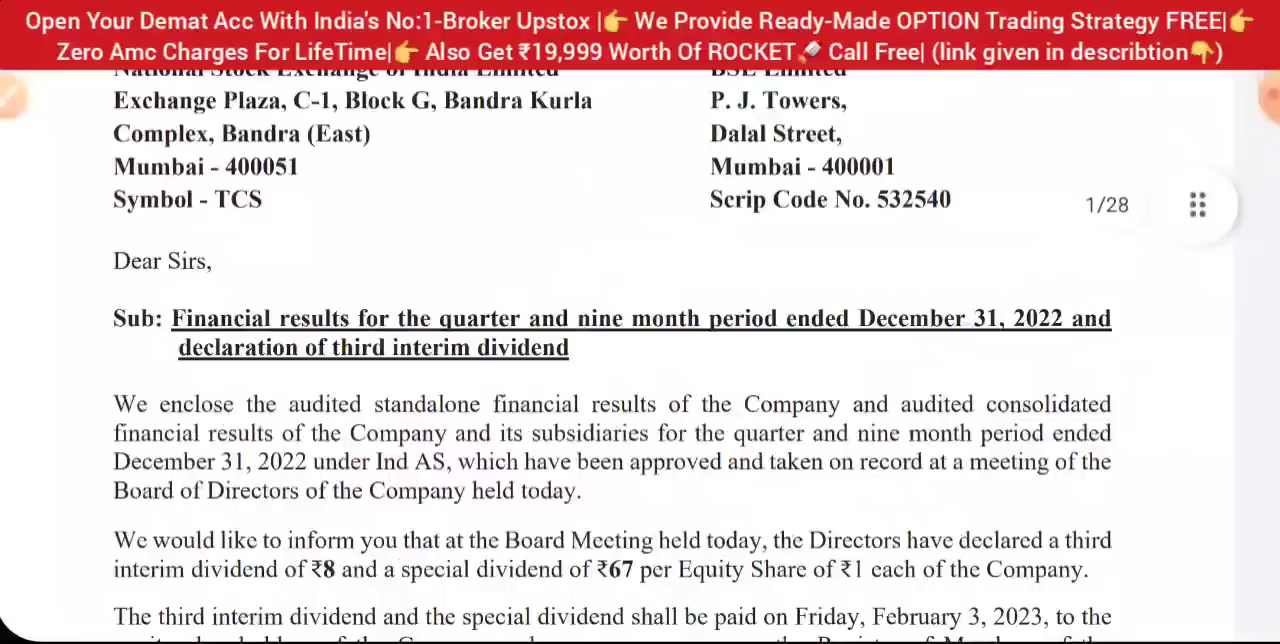 Open Your Demat Acc With India's No:1-Broker Upstox |👉 We Provide Ready-Made OPTION Trading Strategy FREE|👉
Zero Amc Charges For LifeTime|👉 Also Get ₹19,999 Worth Of ROCKET🚀 Call Free| (link given in describtion👇)
National Stock Exchange of India Limited
BSE Limited
Exchange Plaza, C-1, Block G, Bandra Kurla
P. J. Towers,
Complex, Bandra (East)
Dalal Street,
Mumbai - 400051
Mumbai - 400001
Symbol - TCS
Scrip Code No. 532540
1/28
Dear Sirs,
Sub: Financial results for the quarter and nine month period ended December 31, 2022 and
declaration of third interim dividend
We enclose the audited standalone financial results of the Company and audited consolidated
financial results of the Company and its subsidiaries for the quarter and nine month period ended
December 31, 2022 under Ind AS, which have been approved and taken on record at a meeting of the
Board of Directors of the Company held today.
We would like to inform you that at the Board Meeting held today, the Directors have declared a third
interim dividend of ₹8 and a special dividend of ₹67 per Equity Share of ₹1 each of the Company.
The third interim dividend and the special dividend shall be paid on Friday, February 3, 2023, to the